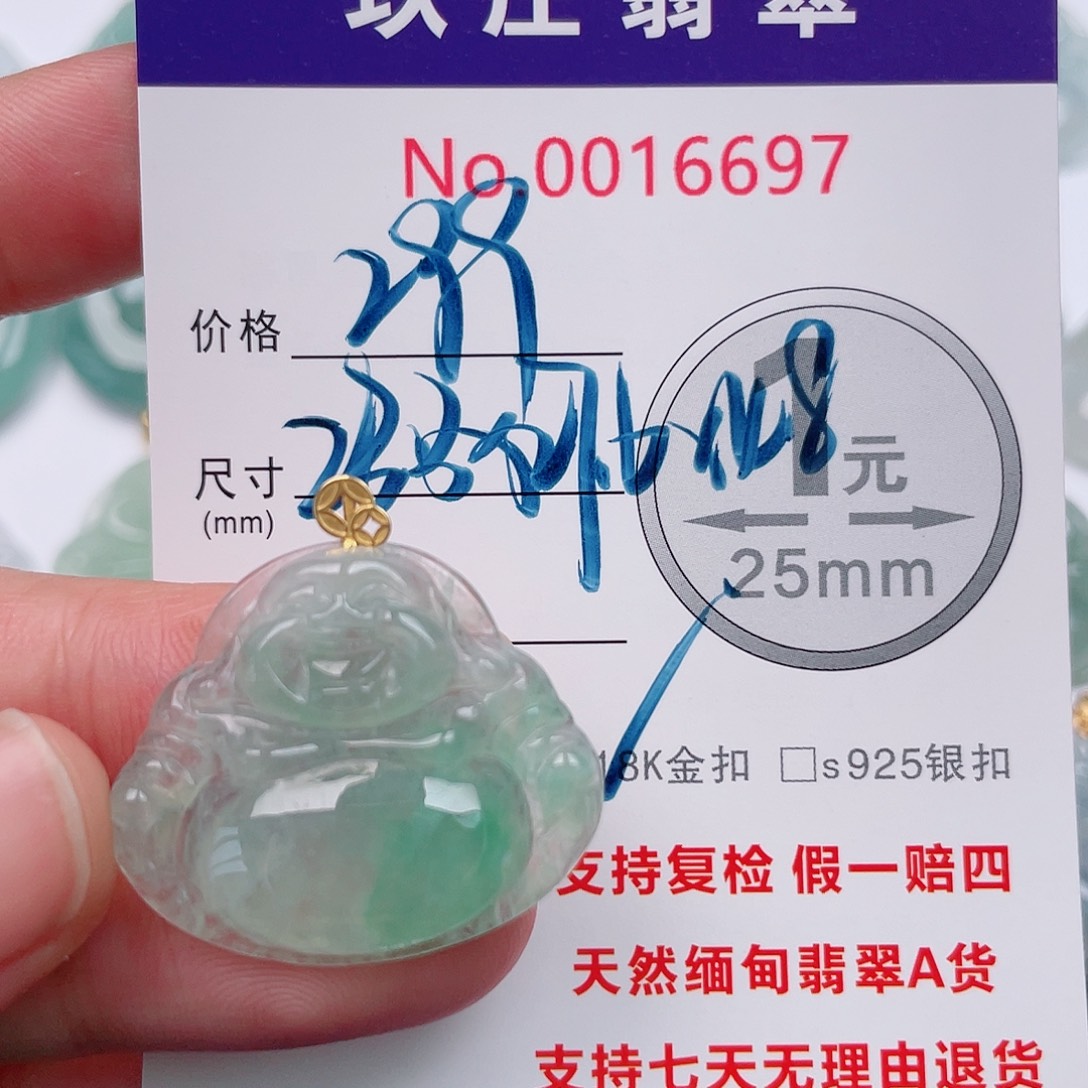 玖江翡翠
No 0016697
价格 299
尺寸
(mm)
1元
25mm
18K金扣 □s925银扣
支持复检 假一赔四
天然缅甸翡翠A货
支持七天无理由退货